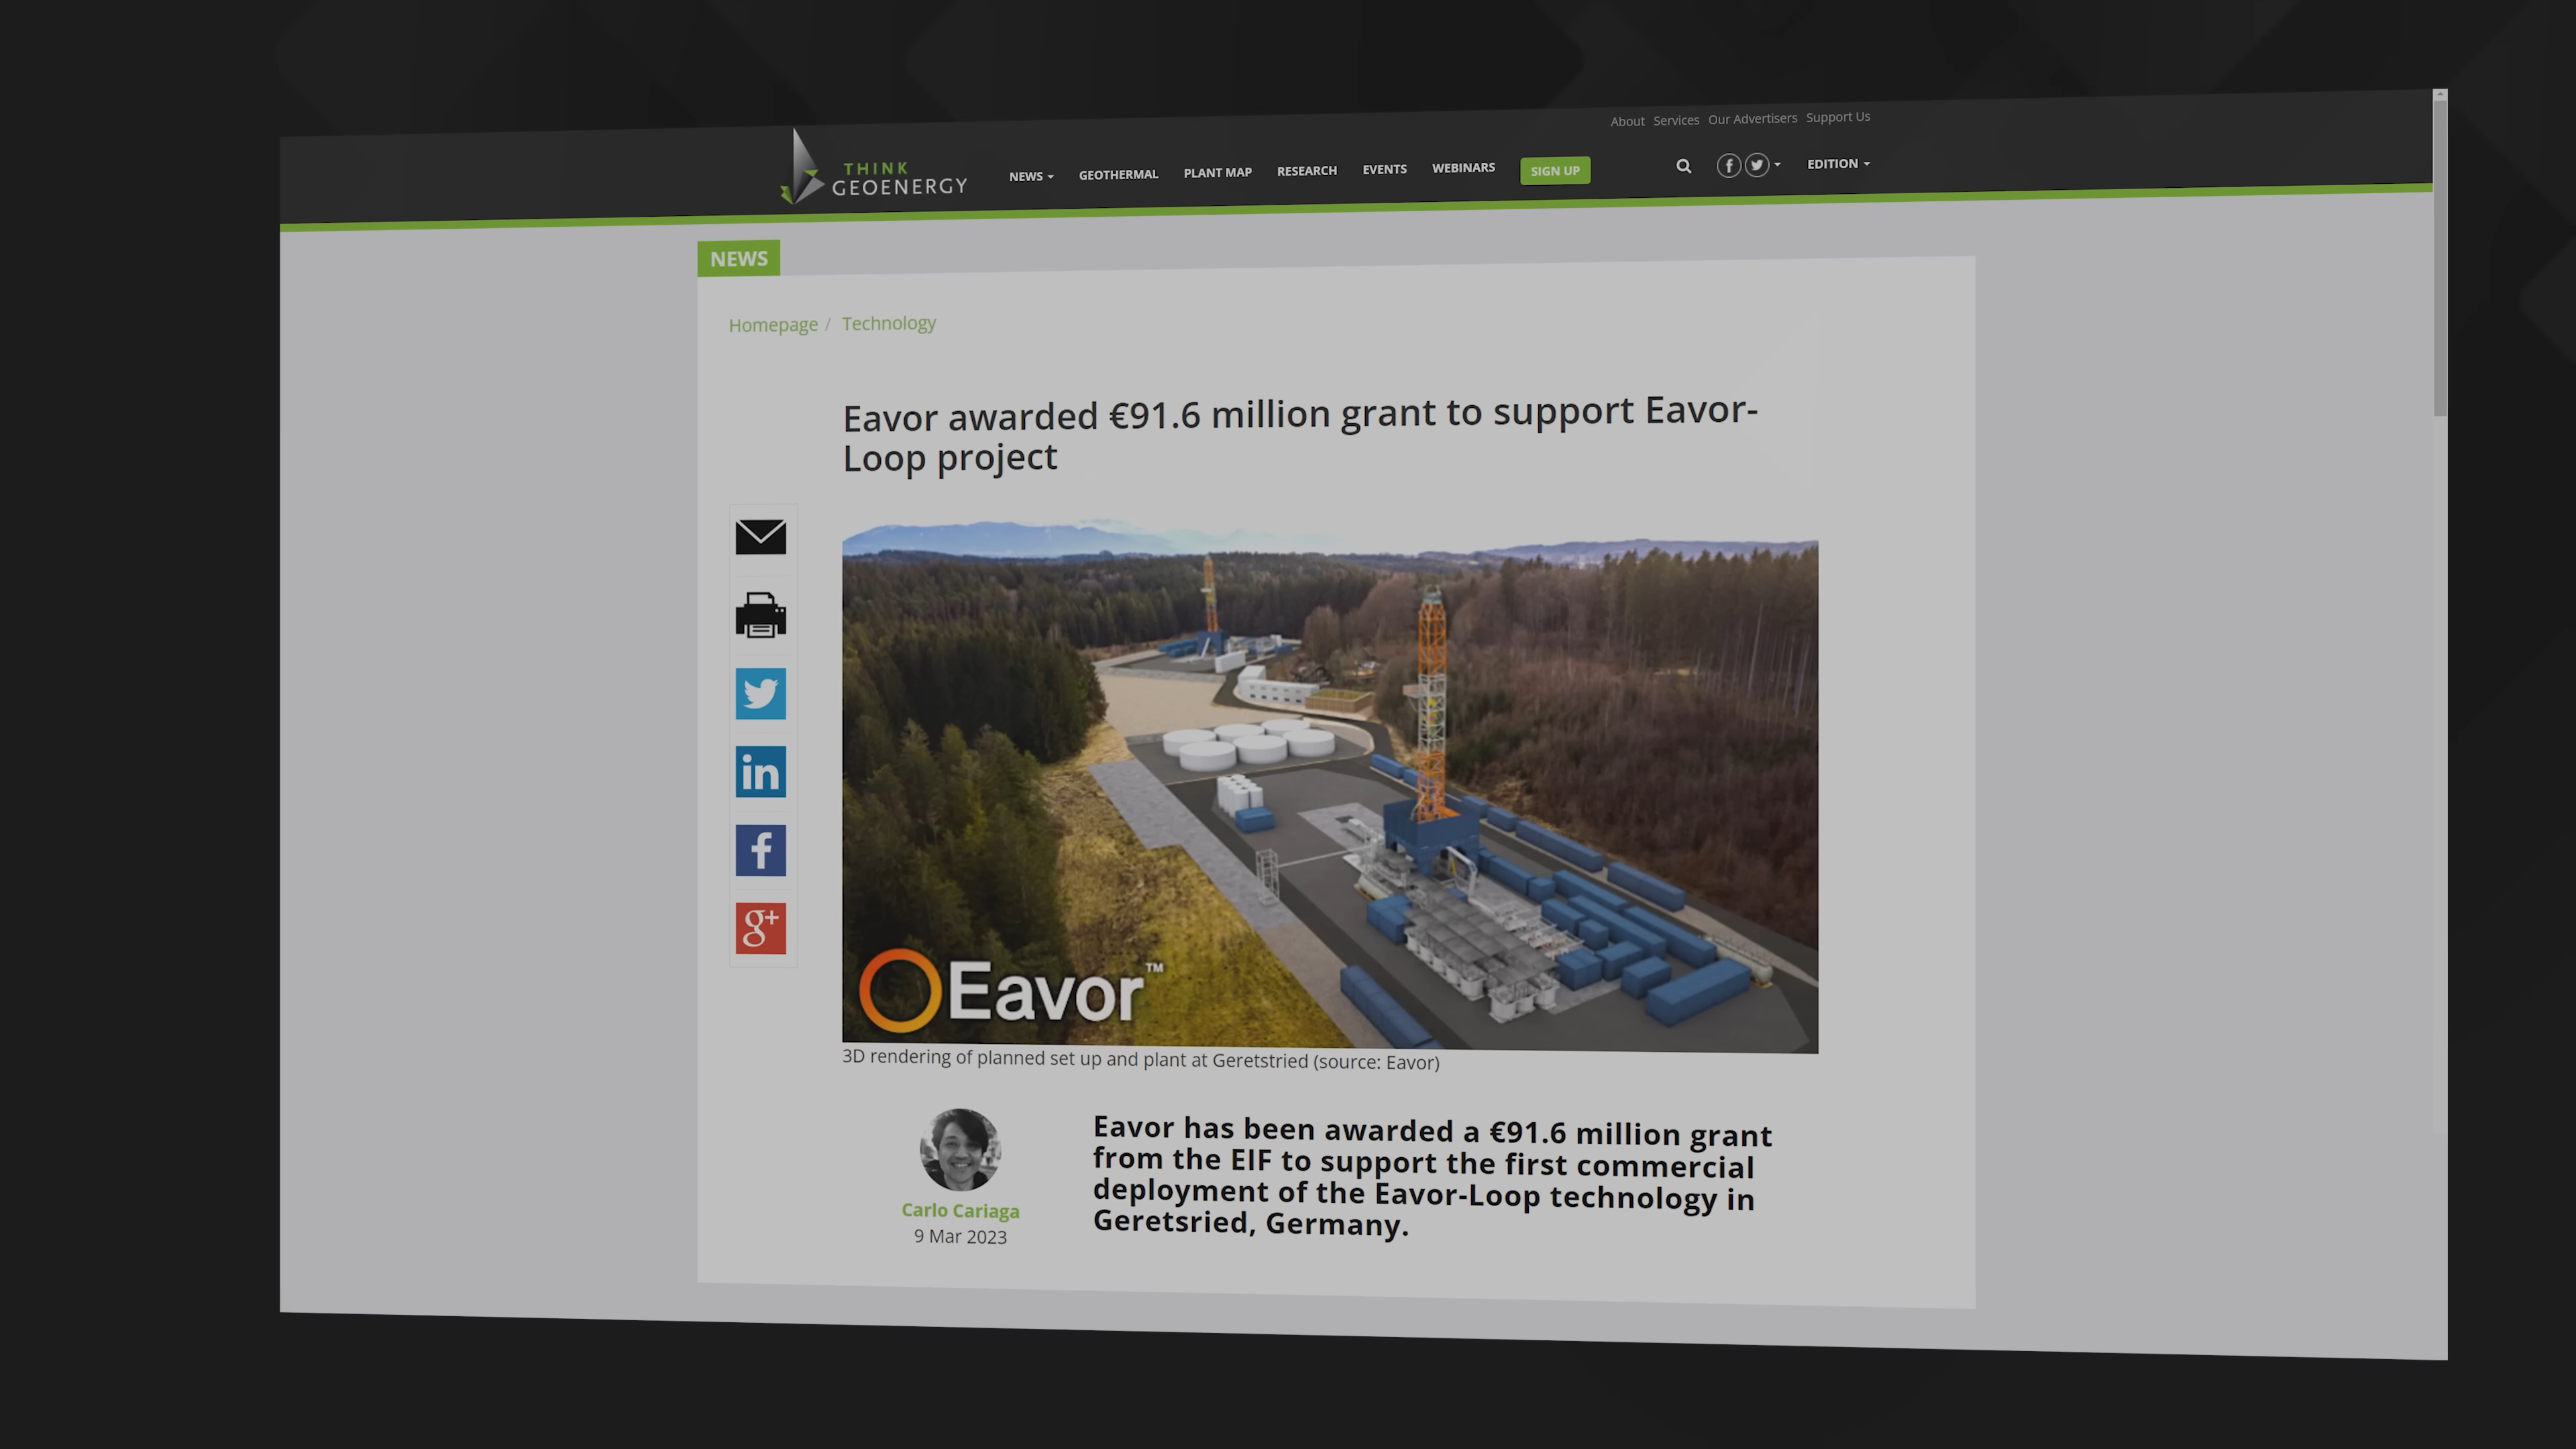 About Services Our Advertisers Support Us
THINK
GEOENERGY
NEWS GEOTHERMAL PLANT MAP RESEARCH EVENTS WEBINARS SIGN UP
EDITION
NEWS
Homepage / Technology
Eavor awarded €91.6 million grant to support Eavor-
Loop project
in
f
g+
Eavor™
3D rendering of planned set up and plant at Geretstried (source: Eavor)
Carlo Cariaga
9 Mar 2023
Eavor has been awarded a €91.6 million grant
from the EIF to support the first commercial
deployment of the Eavor-Loop technology in
Geretsried, Germany.